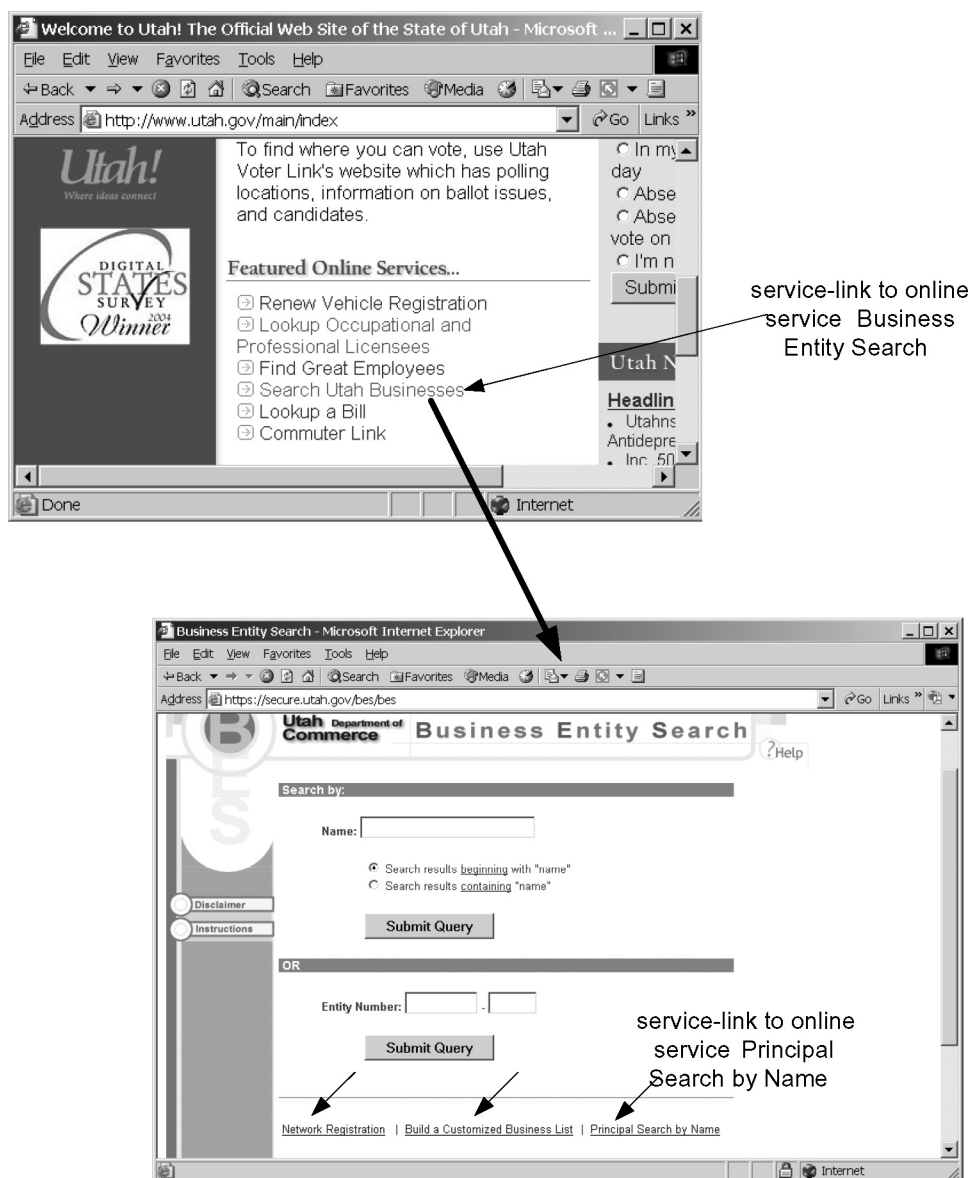 Welcome to Utah! The Official Web Site of the State of Utah - Microsoft ...
File Edit View Favorites Tools Help
Back Search Favorites Media
Address http://www.utah.gov/main/index Go Links »
Utah!
Where ideas connect
DIGITAL
STATES
SURVEY
2004
Winner
To find where you can vote, use Utah
Voter Link's website which has polling
locations, information on ballot issues,
and candidates.
Featured Online Services...
Renew Vehicle Registration
Lookup Occupational and
Professional Licensees
Find Great Employees
Search Utah Businesses
Lookup a Bill
Commuter Link
In my
day
Abse
Abse
vote on
I'm n
Submi
Utah N
Headlin
• Utahns
Antidepre
• Inc. 50
Done Internet
service-link to online
service Business
Entity Search
Business Entity Search - Microsoft Internet Explorer
File Edit View Favorites Tools Help
Back Search Favorites Media
Address https://secure.utah.gov/bes/bes Go Links »
B
E
S
Utah Department of
Commerce
Business Entity Search
?Help
Disclaimer
Instructions
Search by:
Name:
Search results beginning with "name"
Search results containing "name"
Submit Query
OR
Entity Number: -
Submit Query
service-link to online
service Principal
Search by Name
Network Registration | Build a Customized Business List | Principal Search by Name
Internet